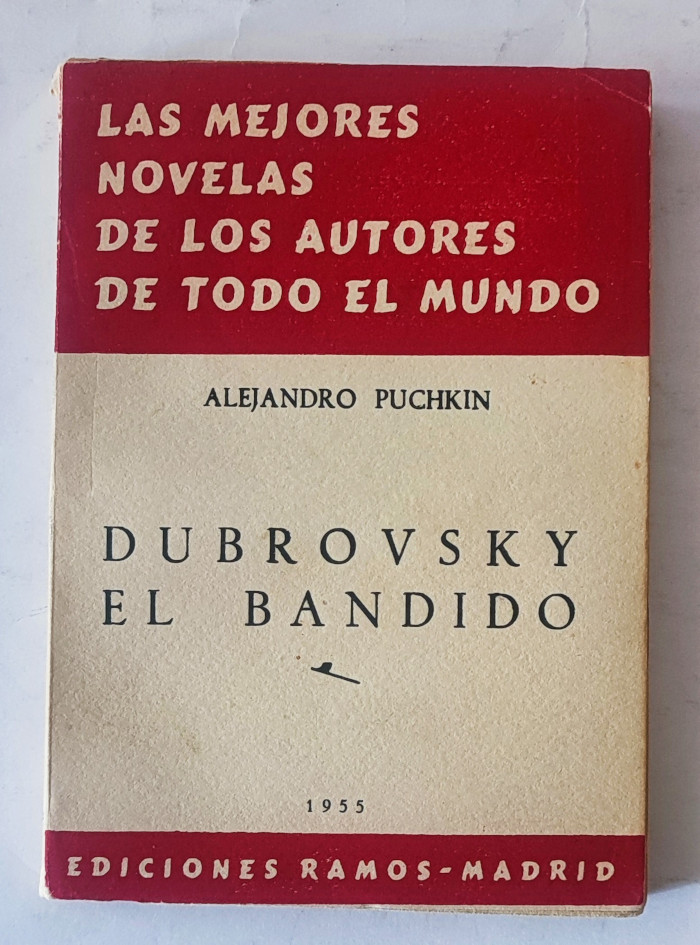 LAS MEJORES
NOVELAS
DE LOS AUTORES
DE TODO EL MUNDO
ALEJANDRO PUCHKIN
DUBROVSKY
EL BANDIDO
1955
EDICIONES RAMOS-MADRID